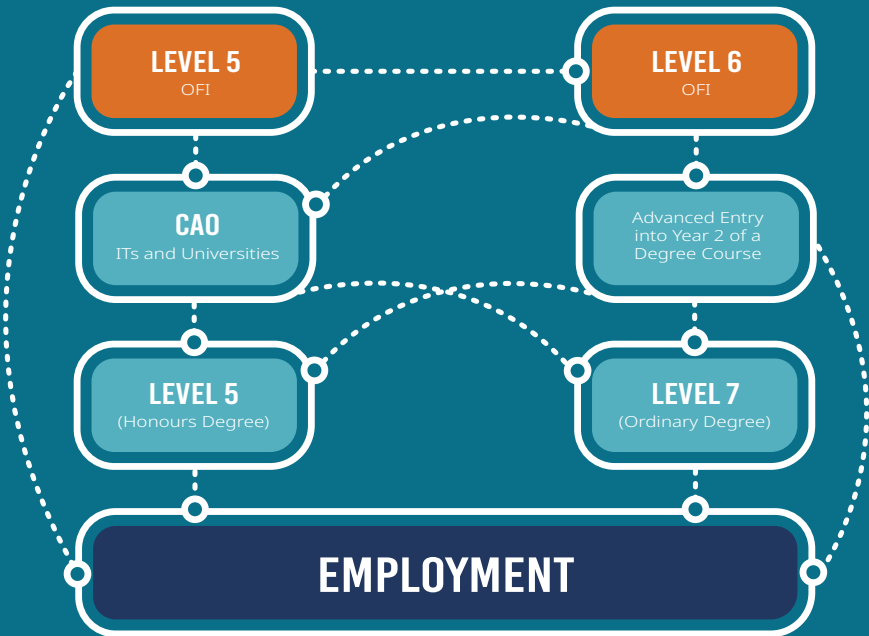 LEVEL 5
OFI
LEVEL 6
OFI
CAO
ITs and Universities
Advanced Entry
into Year 2 of a
Degree Course
LEVEL 5
(Honours Degree)
LEVEL 7
(Ordinary Degree)
EMPLOYMENT